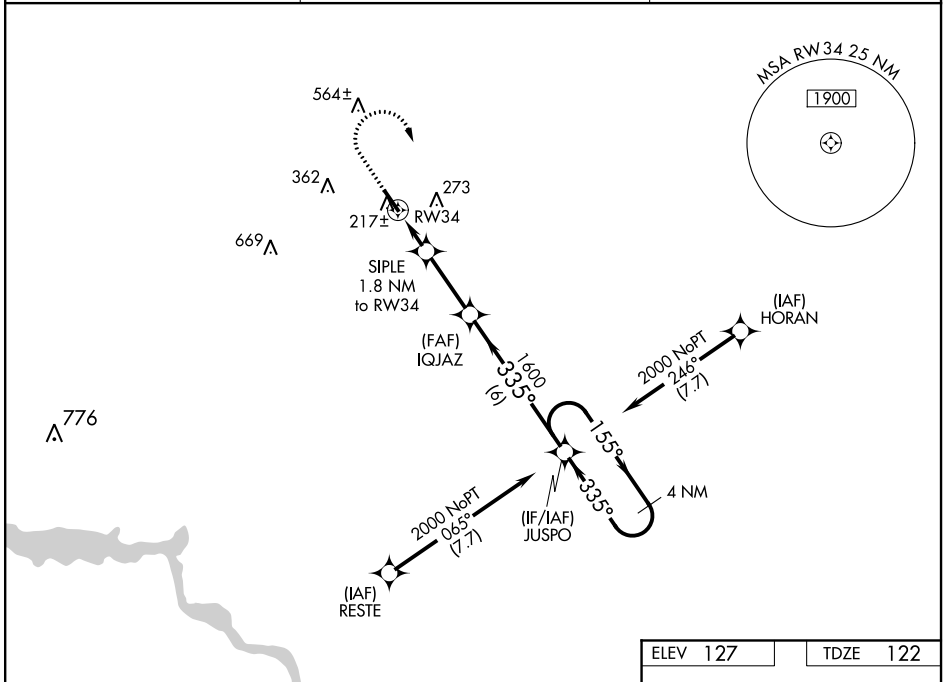 MSA RW34 25 NM
1900
564±
362
273
217±
RW34
669
SIPLE
1.8 NM
to RW34
(FAF)
IQJAZ
(IAF)
HORAN
2000 NoPT
246°
(7.7)
1600
335°
(6)
776
155°
335°
4 NM
(IF/IAF)
JUSPO
2000 NoPT
065°
(7.7)
(IAF)
RESTE
ELEV 127
TDZE 122